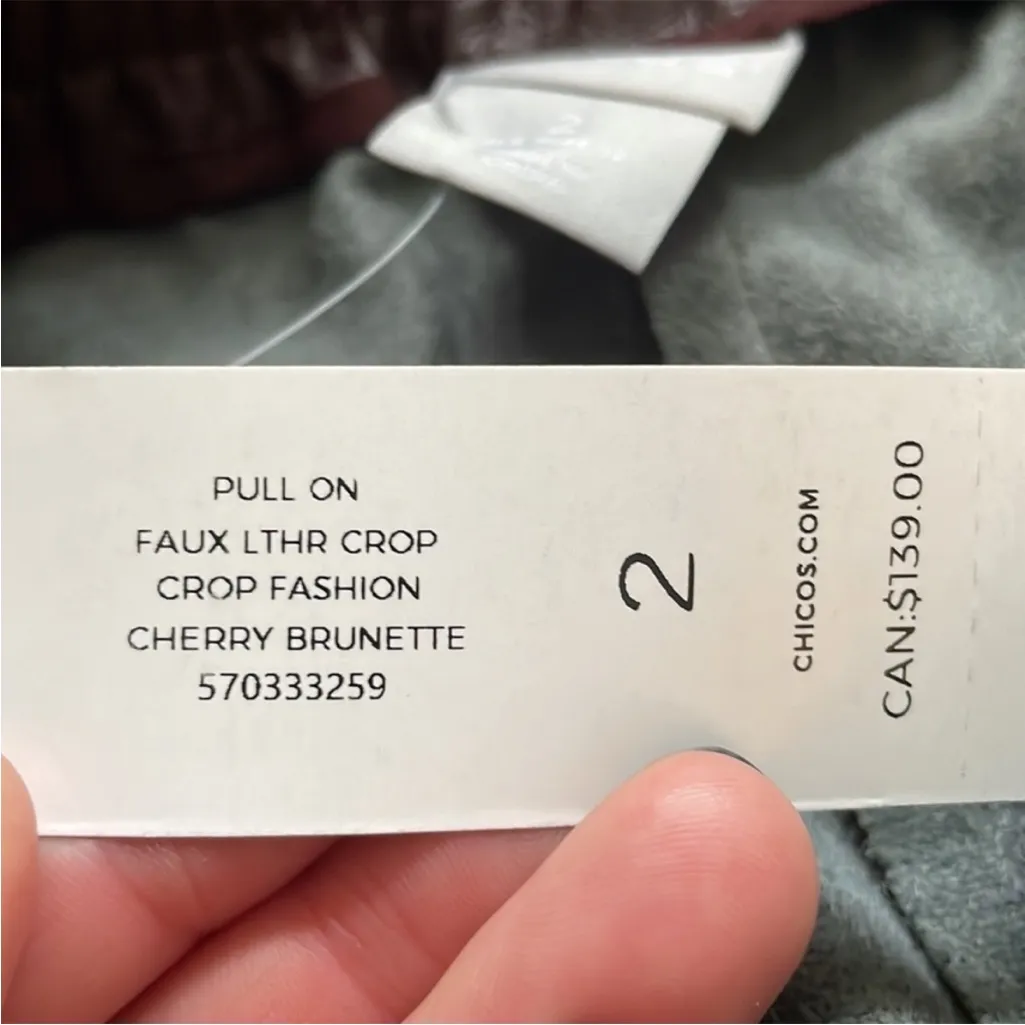 PULL ON
FAUX LTHR CROP
CROP FASHION
CHERRY BRUNETTE
570333259
2
CHICOS.COM
CAN:$139.00